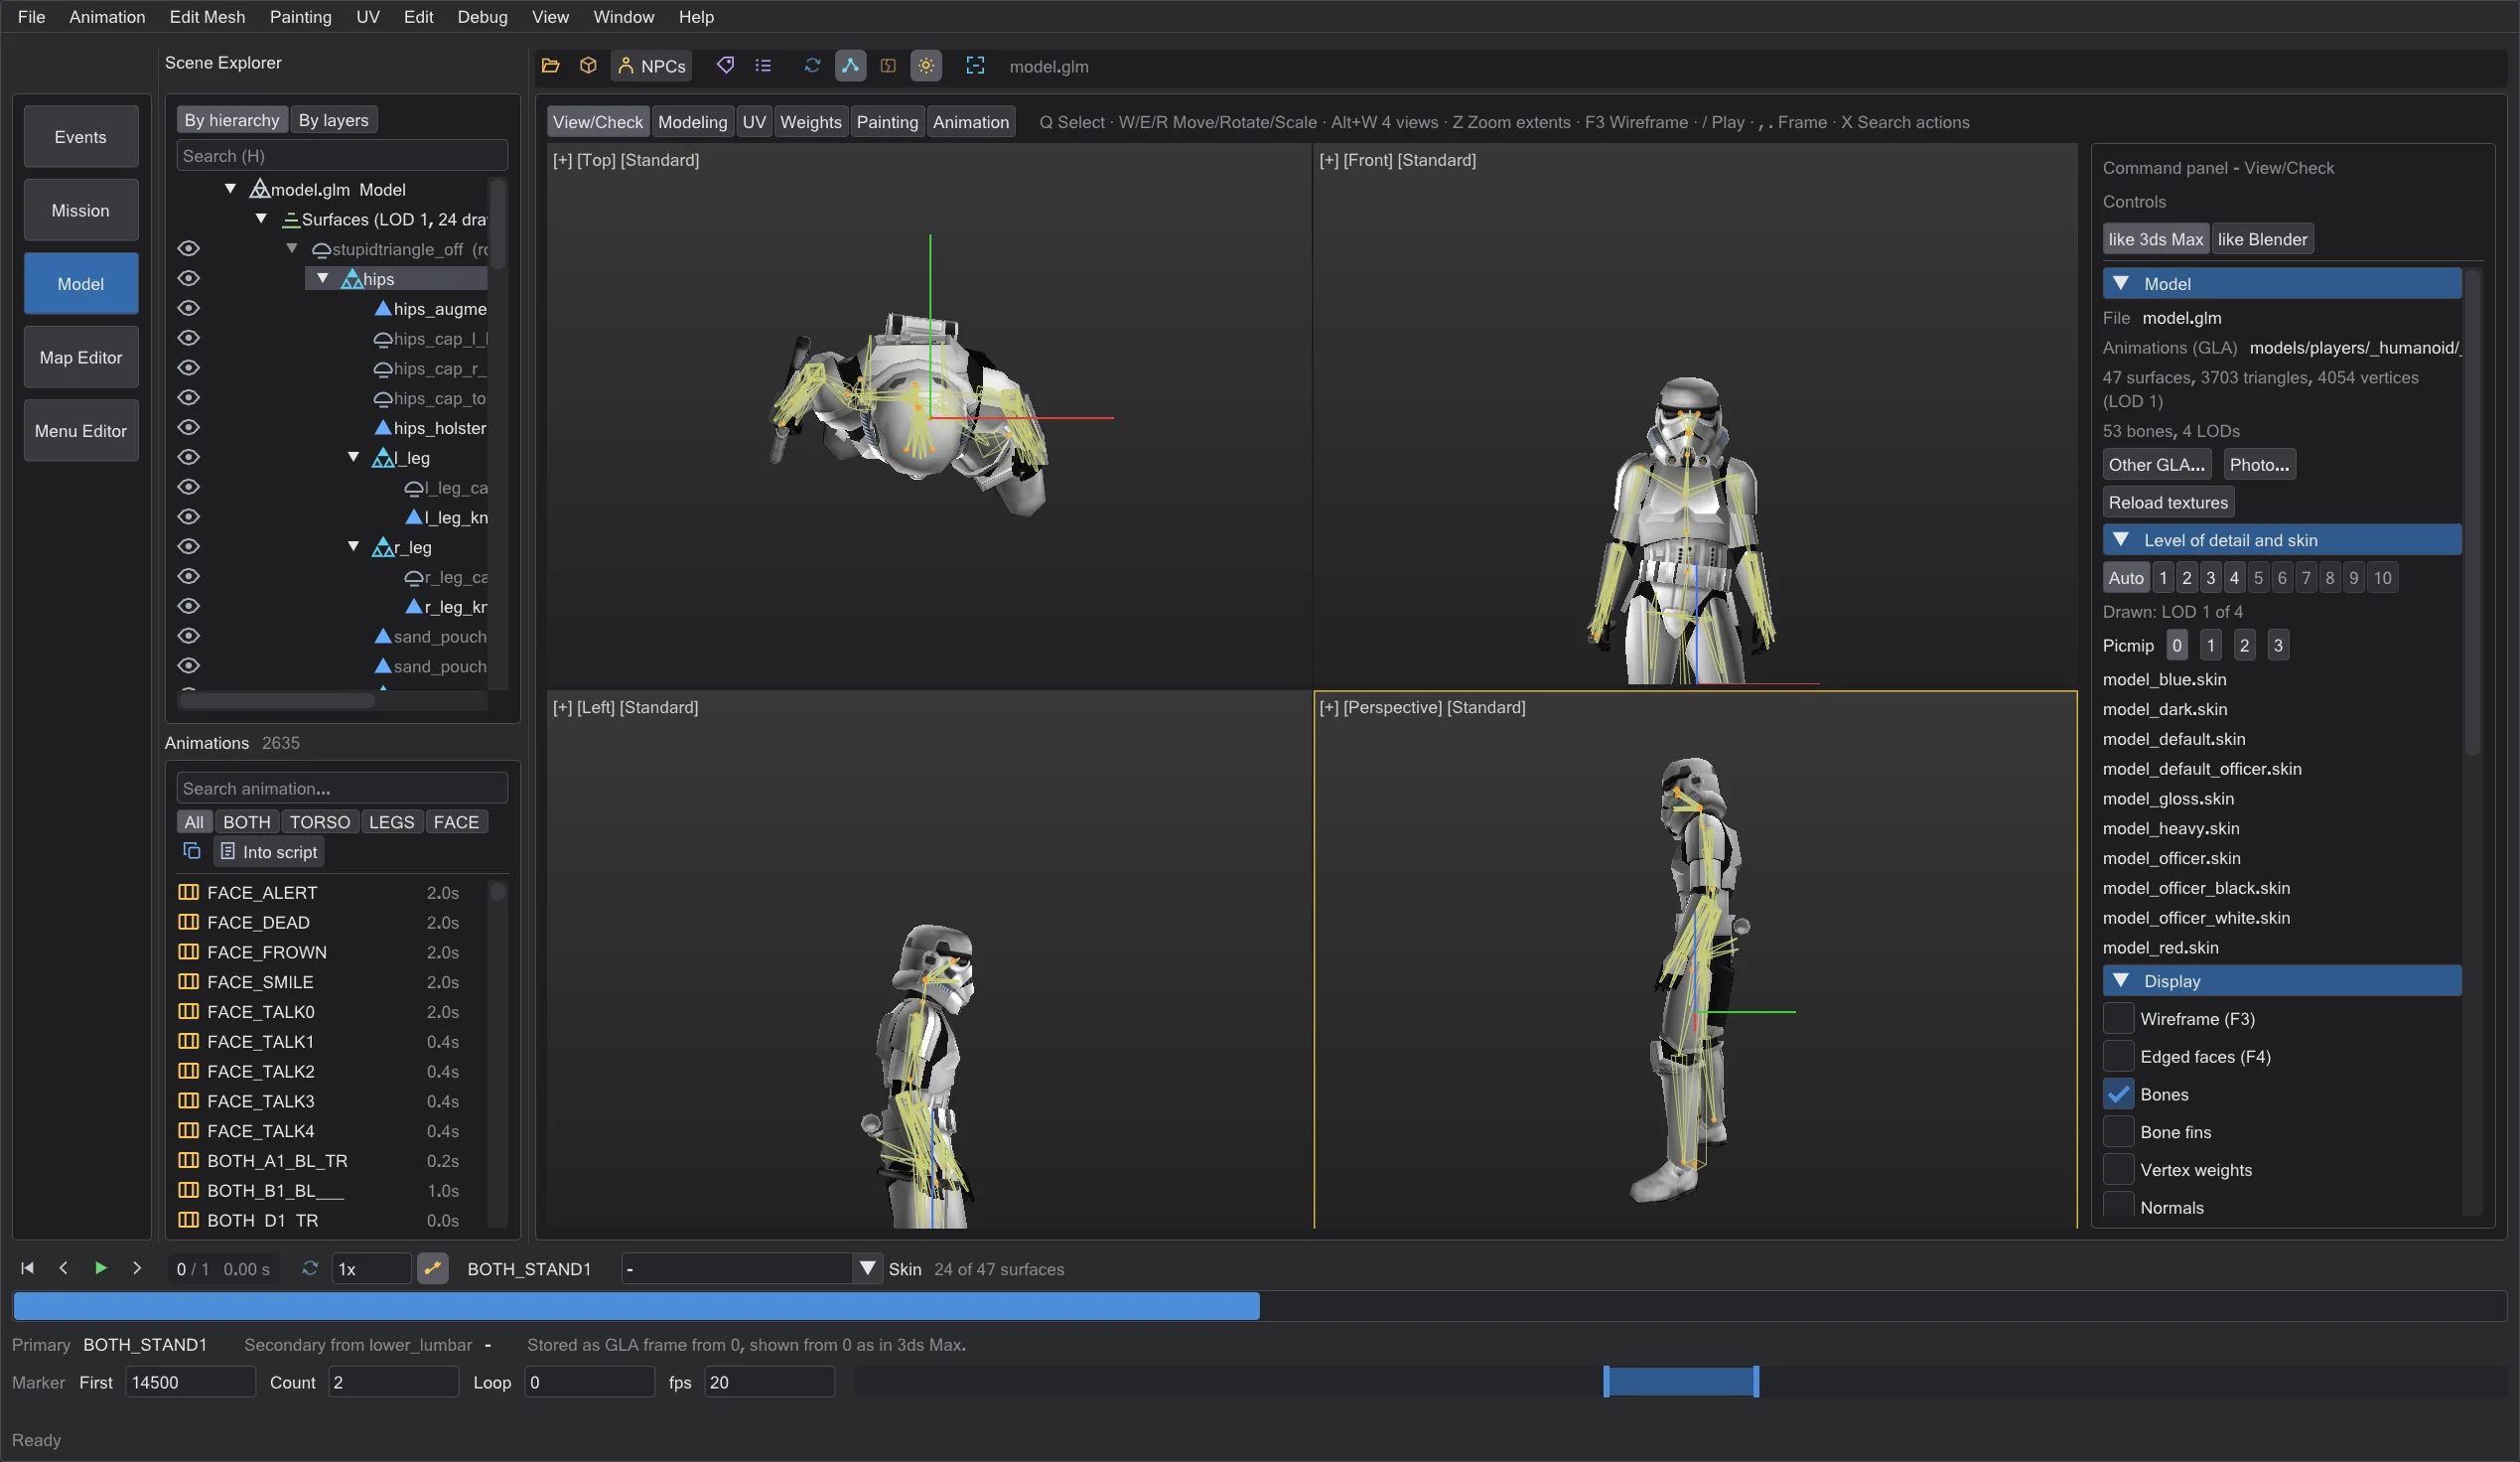 File Animation Edit Mesh Painting UV Edit Debug View Window Help
Scene Explorer
NPCs model.glm
Events
Mission
Model
Map Editor
Menu Editor
By hierarchy By layers
Search (H)
model.glm Model
Surfaces (LOD 1, 24 dra
stupidtriangle_off (ro
hips
hips_augme
hips_cap_l_l
hips_cap_r_
hips_cap_to
hips_holster
l_leg
l_leg_ca
l_leg_kn
r_leg
r_leg_ca
r_leg_kn
sand_pouch
sand_pouch
Animations 2635
Search animation...
All BOTH TORSO LEGS FACE
Into script
FACE_ALERT 2.0s
FACE_DEAD 2.0s
FACE_FROWN 2.0s
FACE_SMILE 2.0s
FACE_TALK0 2.0s
FACE_TALK1 0.4s
FACE_TALK2 0.4s
FACE_TALK3 0.4s
FACE_TALK4 0.4s
BOTH_A1_BL_TR 0.2s
BOTH_B1_BL___ 1.0s
BOTH_D1_TR 0.0s
View/Check Modeling UV Weights Painting Animation Q Select · W/E/R Move/Rotate/Scale · Alt+W 4 views · Z Zoom extents · F3 Wireframe · / Play · , . Frame · X Search actions
[+] [Top] [Standard]
[+] [Front] [Standard]
[+] [Left] [Standard]
[+] [Perspective] [Standard]
Command panel - View/Check
Controls
like 3ds Max like Blender
Model
File model.glm
Animations (GLA) models/players/_humanoid/_
47 surfaces, 3703 triangles, 4054 vertices
(LOD 1)
53 bones, 4 LODs
Other GLA... Photo...
Reload textures
Level of detail and skin
Auto 1 2 3 4 5 6 7 8 9 10
Drawn: LOD 1 of 4
Picmip 0 1 2 3
model_blue.skin
model_dark.skin
model_default.skin
model_default_officer.skin
model_gloss.skin
model_heavy.skin
model_officer.skin
model_officer_black.skin
model_officer_white.skin
model_red.skin
Display
Wireframe (F3)
Edged faces (F4)
Bones
Bone fins
Vertex weights
Normals
0 / 1 0.00 s 1x BOTH_STAND1 - Skin 24 of 47 surfaces
Primary BOTH_STAND1 Secondary from lower_lumbar - Stored as GLA frame from 0, shown from 0 as in 3ds Max.
Marker First 14500 Count 2 Loop 0 fps 20
Ready